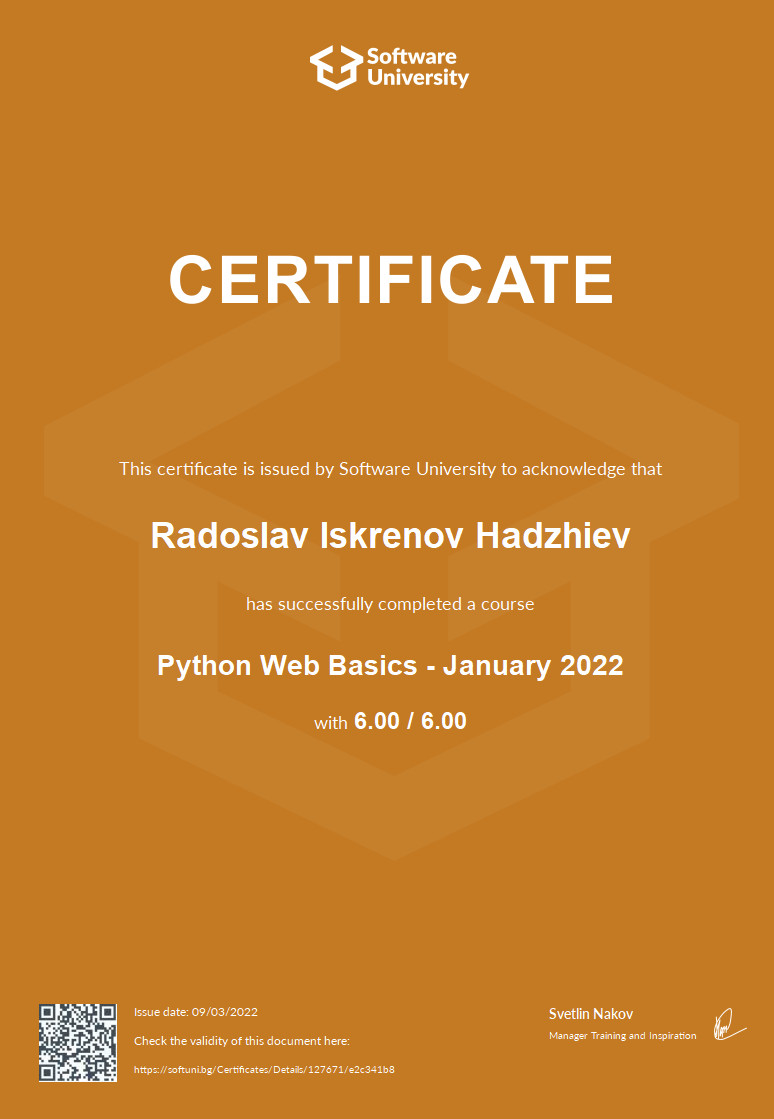 Software
University
CERTIFICATE
This certificate is issued by Software University to acknowledge that
Radoslav Iskrenov Hadzhiev
has successfully completed a course
Python Web Basics - January 2022
with 6.00 / 6.00
Issue date: 09/03/2022
Check the validity of this document here:
https://softuni.bg/Certificates/Details/127671/e2c341b8
Svetlin Nakov
Manager Training and Inspiration